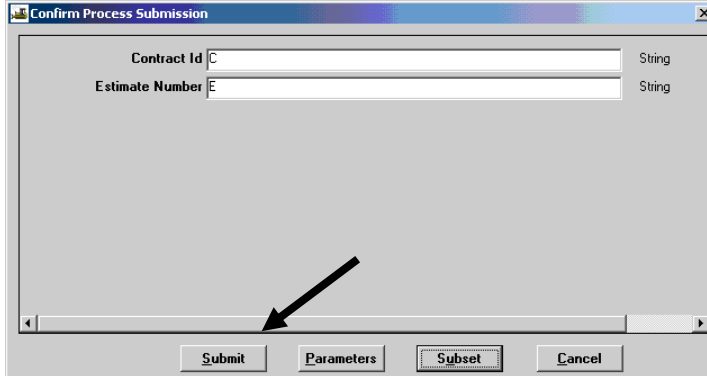 Confirm Process Submission
Contract Id C String
Estimate Number E String
Submit Parameters Subset Cancel